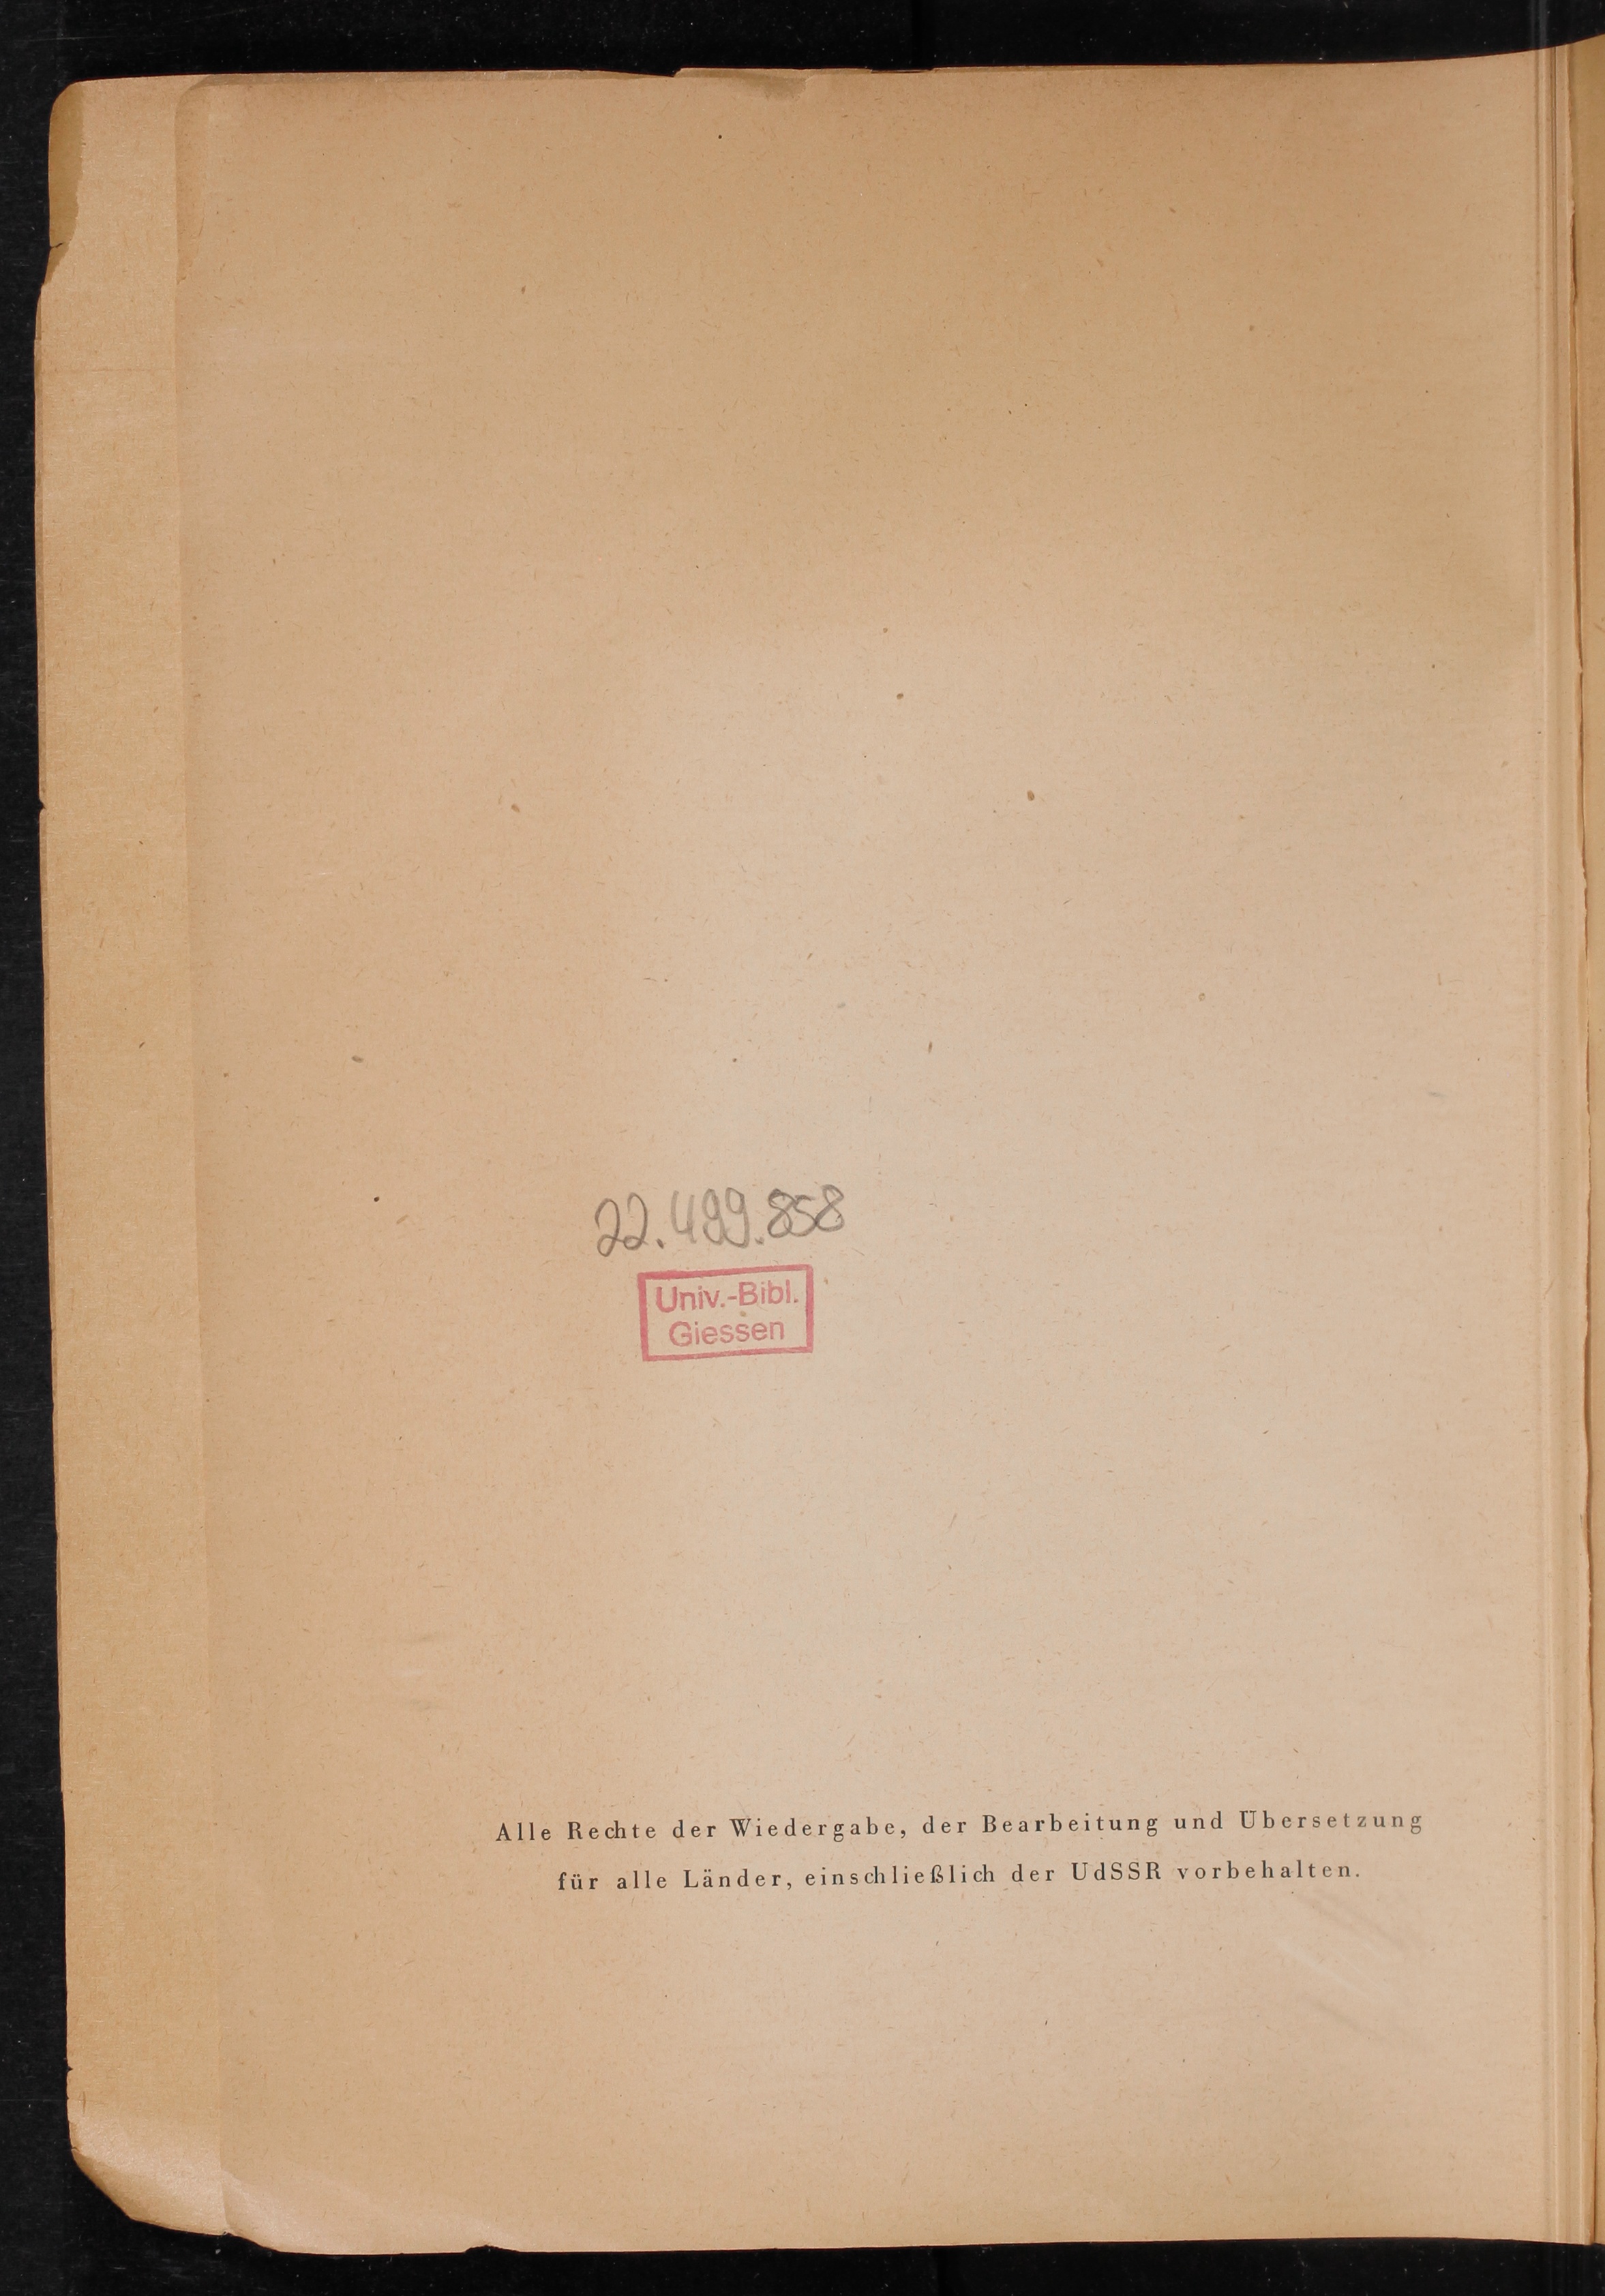 22.499.858
Univ.-Bibl.
Giessen
Alle Rechte der Wiedergabe, der Bearbeitung und Übersetzung
für alle Länder, einschließlich der UdSSR vorbehalten.